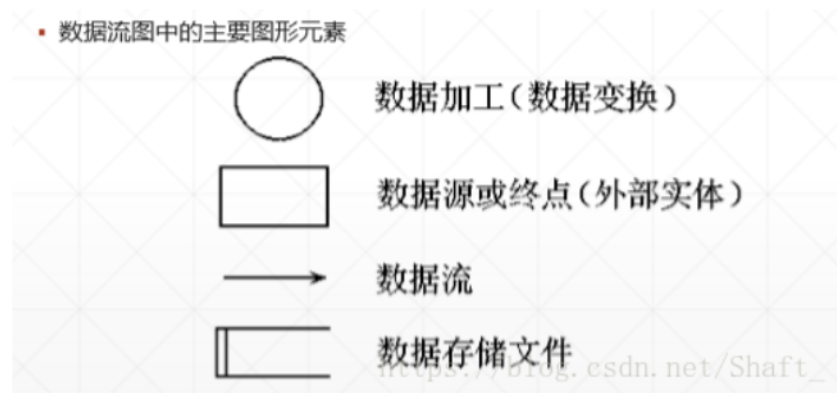 数据流图中的主要图形元素
数据加工(数据变换)
数据源或终点(外部实体)
数据流
数据存储文件
https://blog.csdn.net/Shaft_